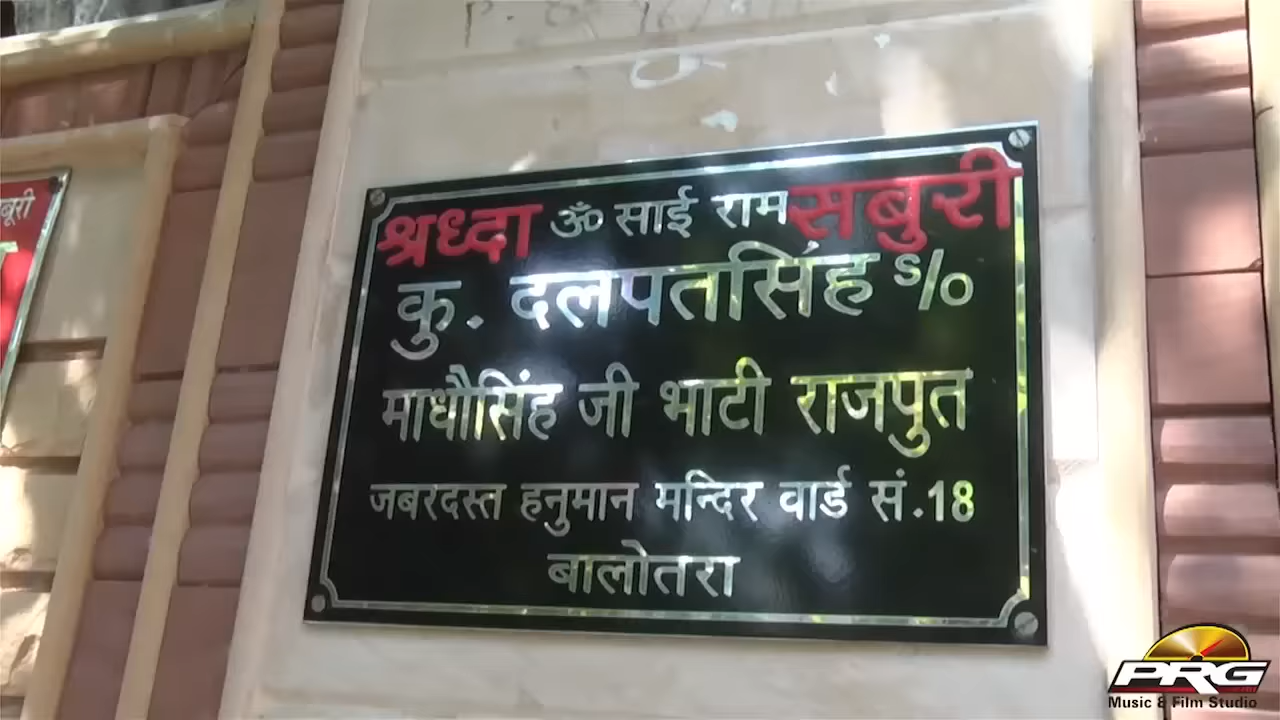 श्रध्दा ॐ साई राम सबुरी
कु. दलपतसिंह s/o
माधौसिंह जी भाटी राजपुत
जबरदस्त हनुमान मन्दिर वार्ड सं.18
बालोतरा
बूरी
PRG
Music & Film Studio